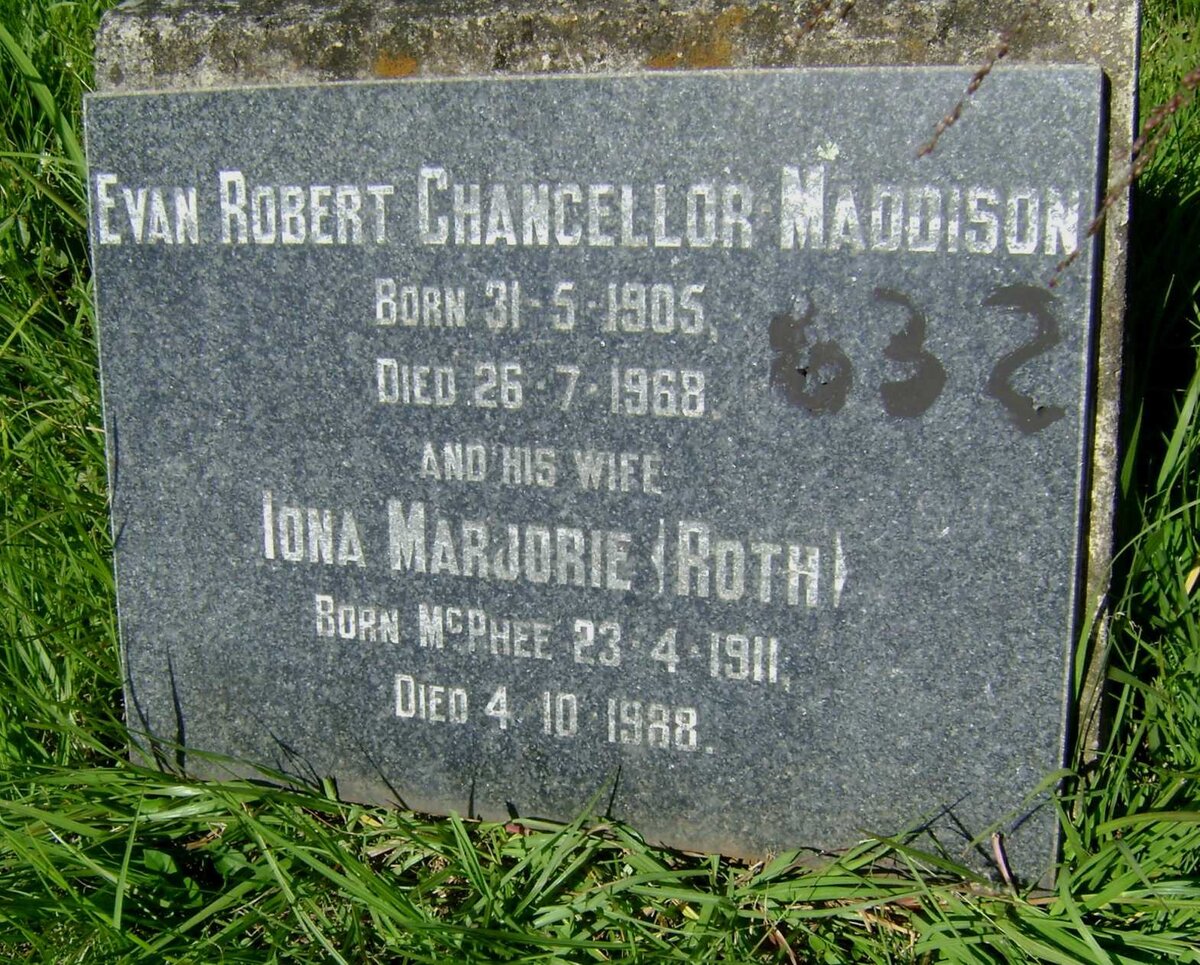 EVAN ROBERT CHANCELLOR MADDISON
BORN 31-5-1905,
DIED 26-7-1968.
632
AND HIS WIFE
IONA MARJORIE (ROTH)
BORN MCPHEE 23-4-1911,
DIED 4-10-1988.